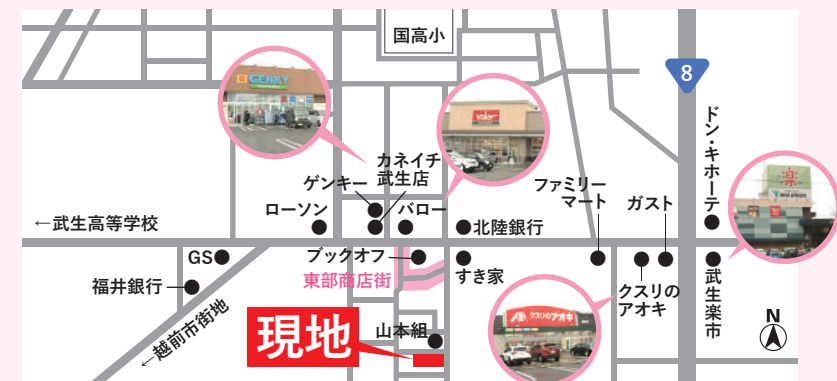 国高小
8
GENKY
valor
ドン・キホーテ
カネイチ
武生店
ゲンキー
ファミリー
マート
ローソン
バロー
ガスト
←武生高等学校
北陸銀行
GS
ブックオフ
東部商店街
すき家
福井銀行
クスリの
アオキ
武生楽市
クスリのアオキ
楽
←越前市街地
山本組
現地
N